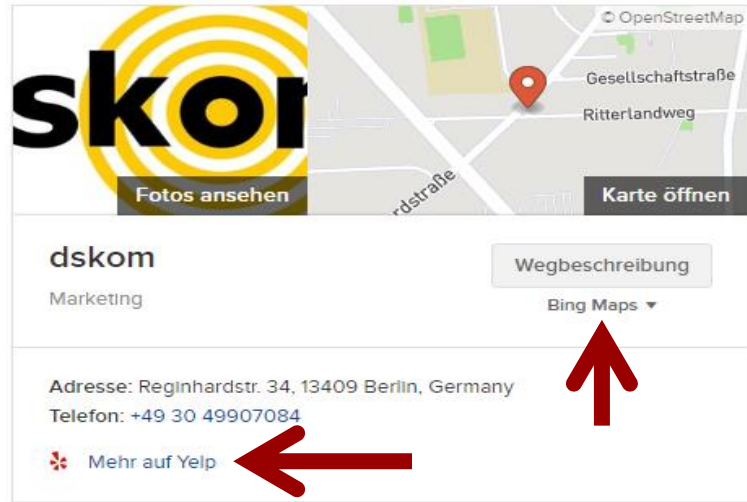 © OpenStreetMap
skom
Gesellschaftstraße
Ritterlandweg
rdstraße
Fotos ansehen
Karte öffnen
dskom
Wegbeschreibung
Marketing
Bing Maps
Adresse: Reginhardstr. 34, 13409 Berlin, Germany
Telefon: +49 30 49907084
Mehr auf Yelp